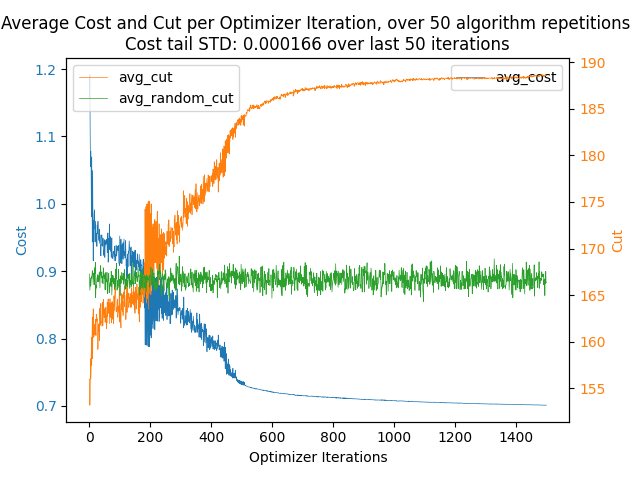 Average Cost and Cut per Optimizer Iteration, over 50 algorithm repetitions
Cost tail STD: 0.000166 over last 50 iterations
avg_cut
avg_random_cut
avg_cost
1.2
1.1
1.0
0.9
0.8
0.7
Cost
190
185
180
175
170
165
160
155
Cut
0 200 400 600 800 1000 1200 1400
Optimizer Iterations